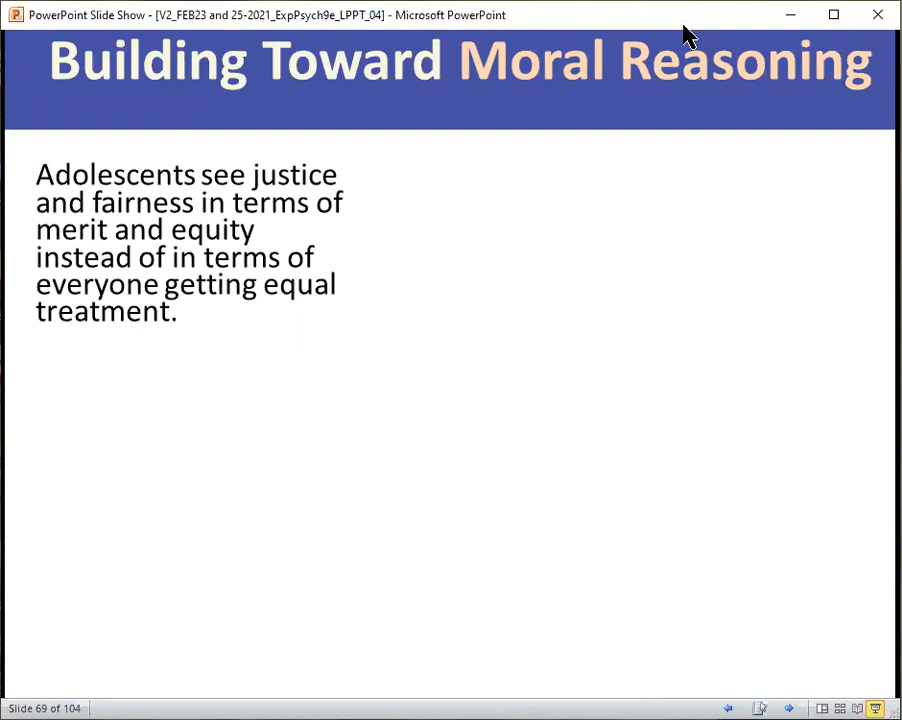 PowerPoint Slide Show - [V2_FEB23 and 25-2021_ExpPsych9e_LPPT_04] - Microsoft PowerPoint
Building Toward Moral Reasoning
Adolescents see justice
and fairness in terms of
merit and equity
instead of in terms of
everyone getting equal
treatment.
Slide 69 of 104